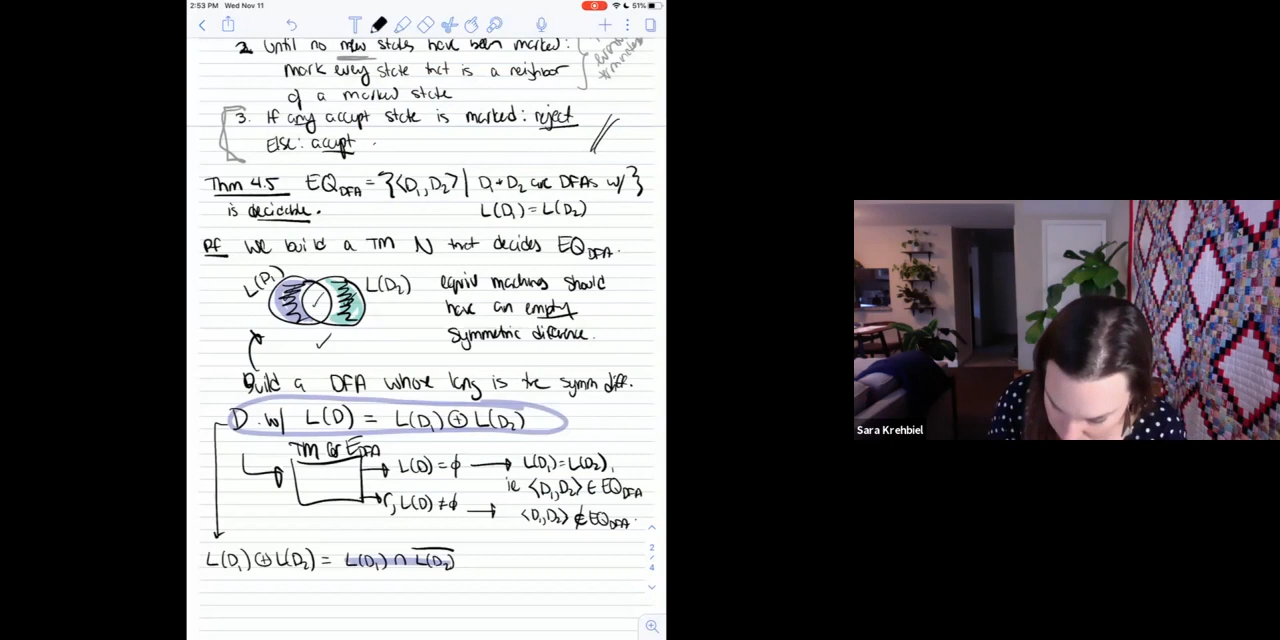 2:53 PM Wed Nov 11
51%
2. Until no new states have been marked:
mark every state that is a neighbor
of a marked state
3. If any accept state is marked: reject
Else: accept.
Thm 4.5 EQDFA = {<D₁, D₂> | D₁ + D₂ are DFAs w/ }
is decidable. L(D₁) = L(D₂)
Pf We build a TM N that decides EQDFA.
L(D₁) L(D₂) equiv machines should
have an empty
symmetric difference.
Build a DFA whose lang is the symm diff.
D w/ L(D) = L(D₁) ⊕ L(D₂)
TM for EDFA
L(D) = ϕ → L(D₁) = L(D₂),
ie <D₁, D₂> ∈ EQDFA
L(D) ≠ ϕ → <D₁, D₂> ∉ EQDFA.
L(D₁) ⊕ L(D₂) = L(D₁) ∩ L̅(̅D̅₂̅)̅
2
4
Sara Krehbiel